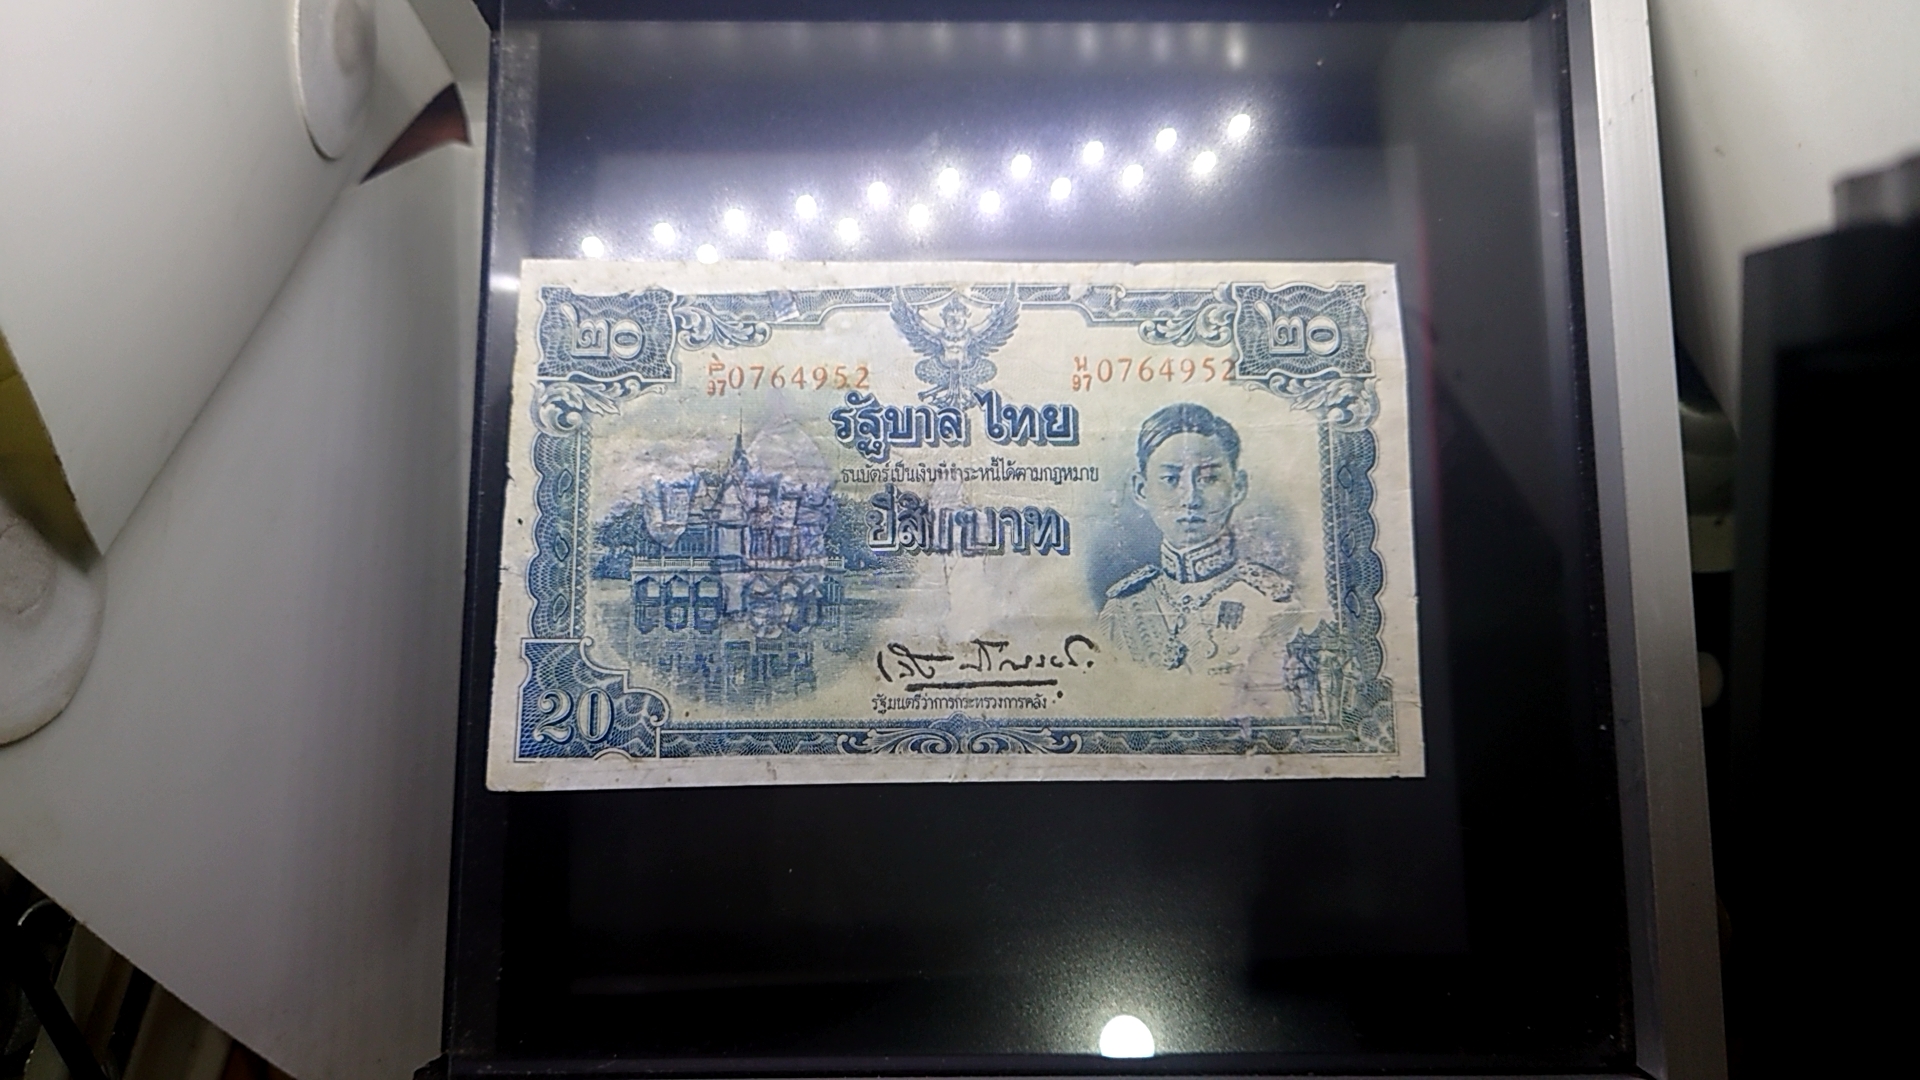 ๒๐ ๒๐
P/97 0764952 พ/97 0764952
รัฐบาล ไทย
ธนบัตร์เป็นเงินที่ชำระหนี้ได้ตามกฎหมาย
ยี่สิบบาท
รัฐมนตรีว่าการกระทรวงการคลัง
20